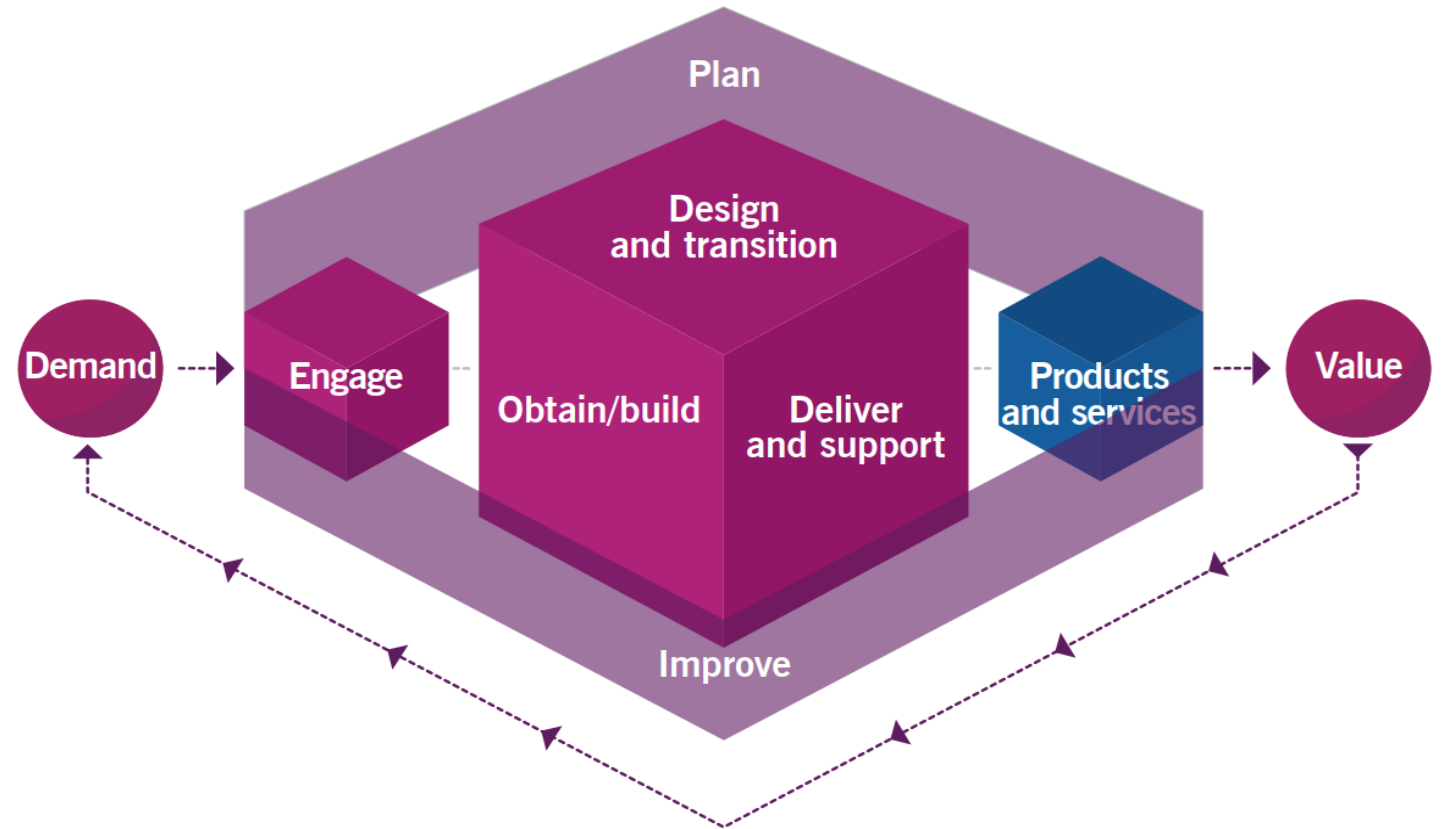 Plan
Design
and transition
Demand
Engage
Obtain/build
Deliver
and support
Products
and services
Value
Improve